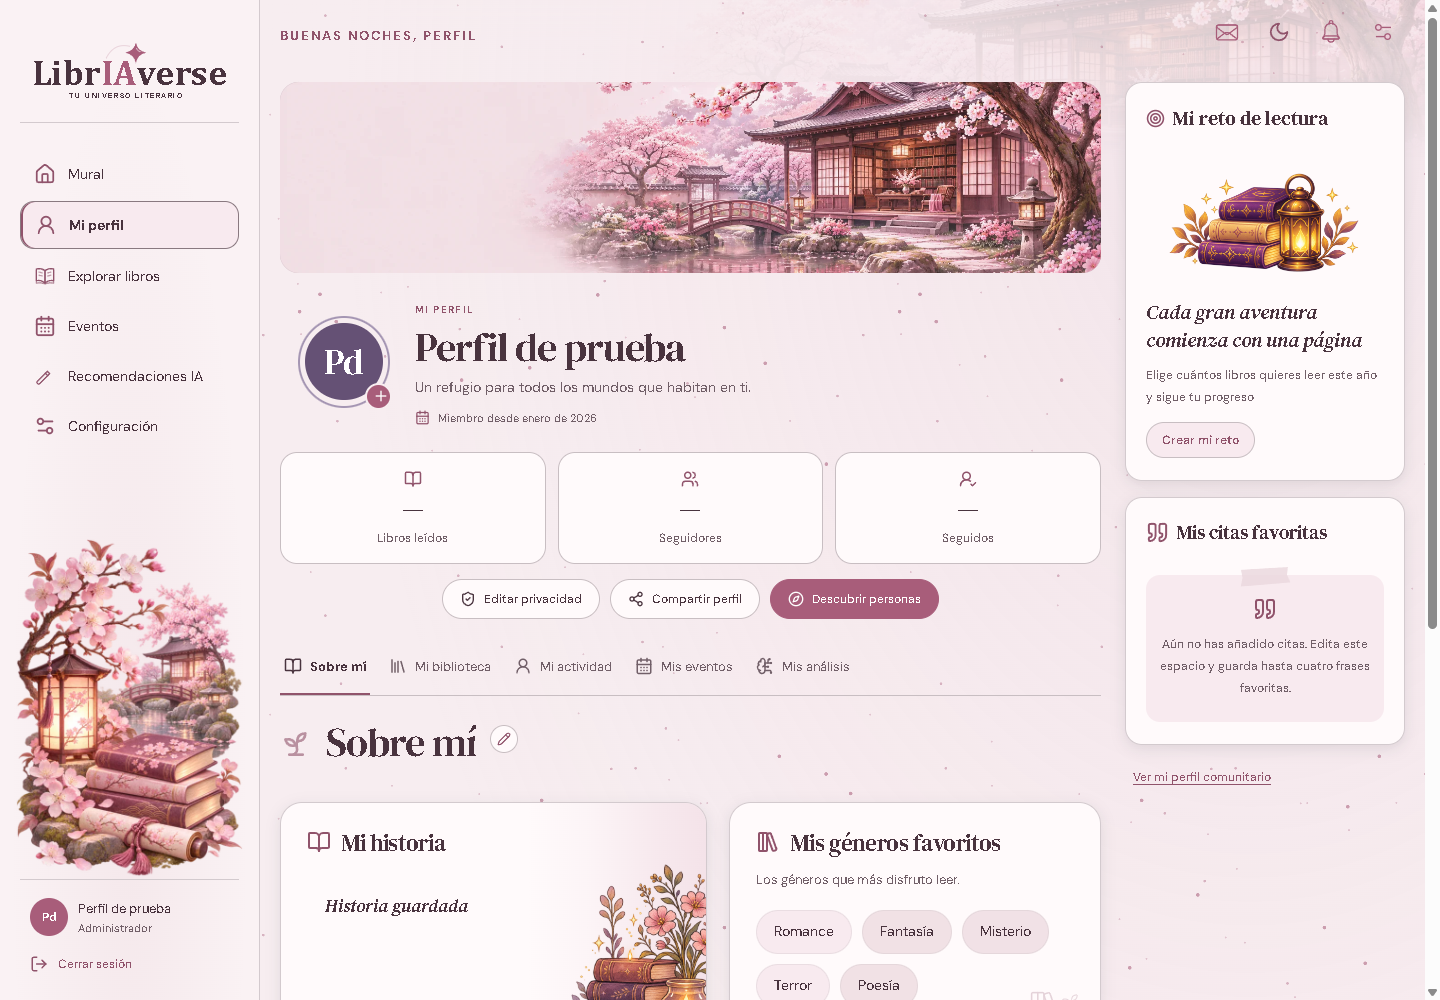 LibrIAverse
TU UNIVERSO LITERARIO
Mural
Mi perfil
Explorar libros
Eventos
Recomendaciones IA
Configuración
Pd
Perfil de prueba
Administrador
Cerrar sesión
BUENAS NOCHES, PERFIL
Pd
MI PERFIL
Perfil de prueba
Un refugio para todos los mundos que habitan en ti.
Miembro desde enero de 2026
—
Libros leídos
—
Seguidores
—
Seguidos
Editar privacidad
Compartir perfil
Descubrir personas
Sobre mí
Mi biblioteca
Mi actividad
Mis eventos
Mis análisis
Sobre mí
Mi historia
Historia guardada
Mis géneros favoritos
Los géneros que más disfruto leer.
Romance
Fantasía
Misterio
Terror
Poesía
Mi reto de lectura
Cada gran aventura
comienza con una página
Elige cuántos libros quieres leer este año
y sigue tu progreso
Crear mi reto
Mis citas favoritas
Aún no has añadido citas. Edita este
espacio y guarda hasta cuatro frases
favoritas.
Ver mi perfil comunitario